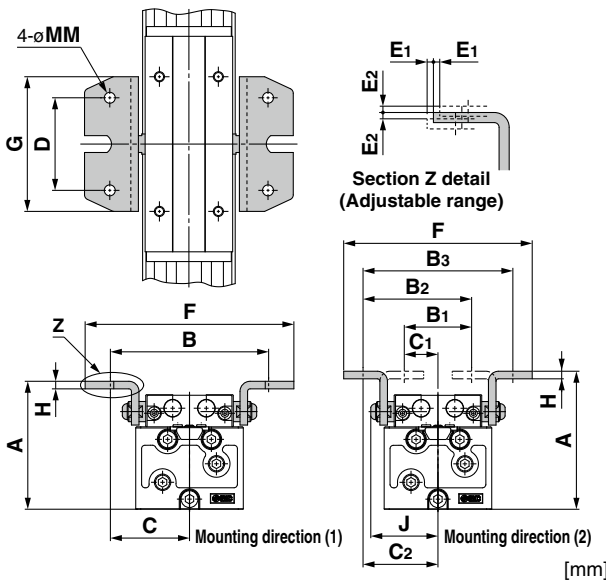 4-øMM
G
D
E1
E1
E2
E2
Section Z detail
(Adjustable range)
F
B3
B2
B1
C1
H
A
J
C2
Mounting direction (2)
F
Z
B
H
A
C
Mounting direction (1)
[mm]